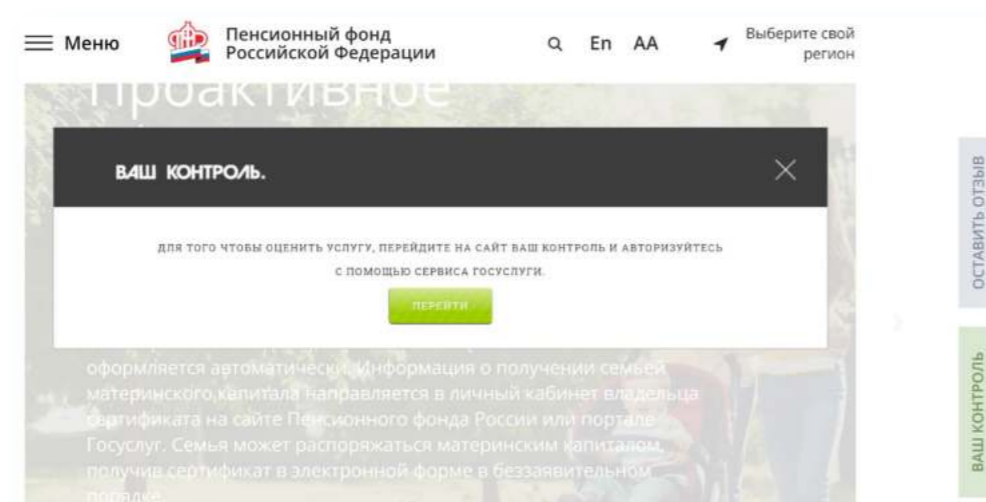 Меню
Пенсионный фонд
Российской Федерации
En АА
Выберите свой
регион
Проактивное
ВАШ КОНТРОЛЬ.
ДЛЯ ТОГО ЧТОБЫ ОЦЕНИТЬ УСЛУГУ, ПЕРЕЙДИТЕ НА САЙТ ВАШ КОНТРОЛЬ И АВТОРИЗУЙТЕСЬ
С ПОМОЩЬЮ СЕРВИСА ГОСУСЛУГИ.
ПЕРЕЙТИ
оформляется автоматически. Информация о получении семьей
материнского капитала направляется в личный кабинет владельца
сертификата на сайте Пенсионного фонда России или портале
Госуслуг. Семья может распоряжаться материнским капиталом,
получив сертификат в электронной форме в беззаявительном
порядке.
ОСТАВИТЬ ОТЗЫВ
ВАШ КОНТРОЛЬ